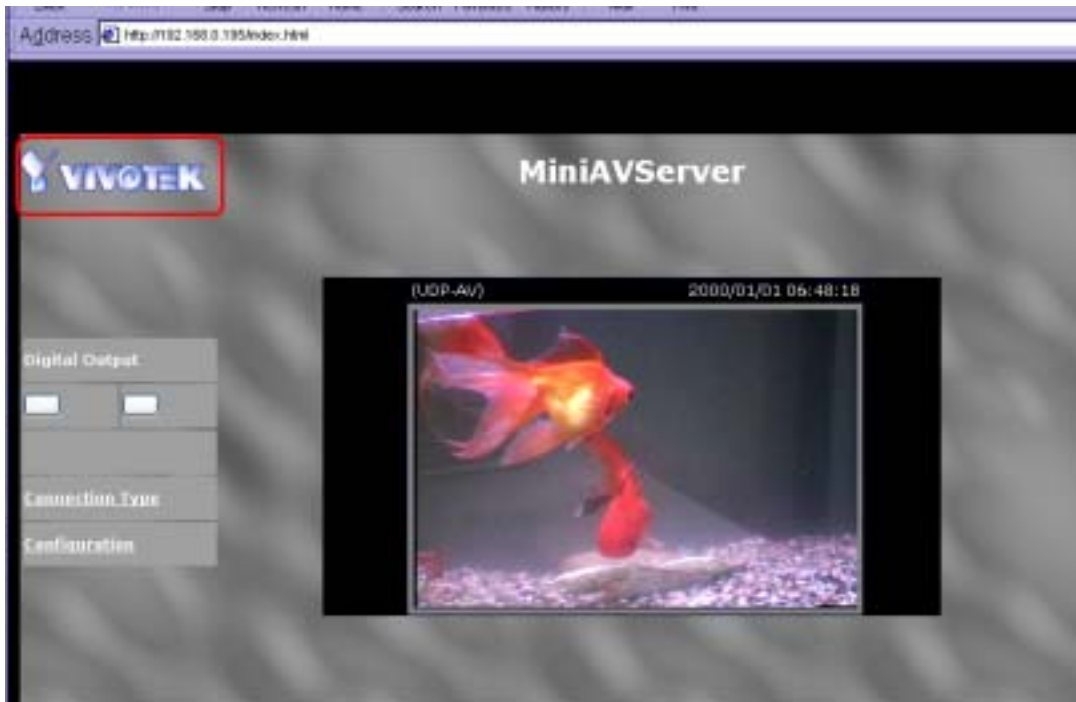 Address http://192.168.0.195/index.html
VIVOTEK
MiniAVServer
(UDP-AV) 2000/01/01 06:48:18
Digital Output
Connection Type
Configuration